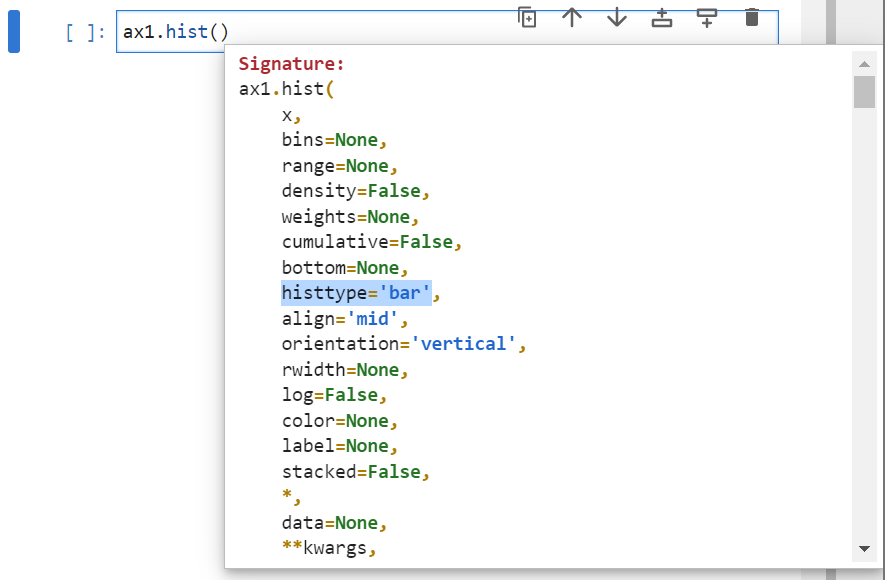 [ ]: ax1.hist()
Signature:
ax1.hist(
    x,
    bins=None,
    range=None,
    density=False,
    weights=None,
    cumulative=False,
    bottom=None,
    histtype='bar',
    align='mid',
    orientation='vertical',
    rwidth=None,
    log=False,
    color=None,
    label=None,
    stacked=False,
    *,
    data=None,
    **kwargs,